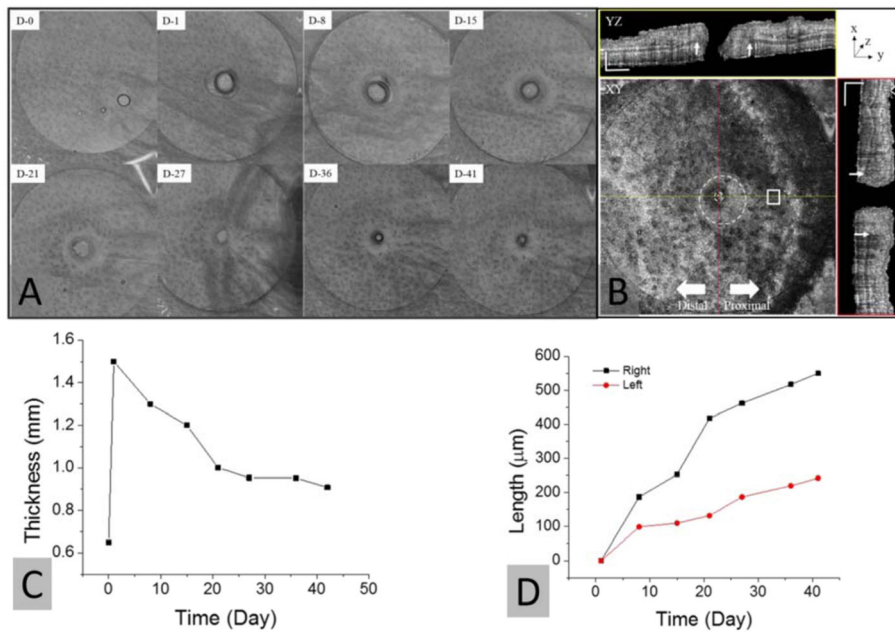 D-0
D-1
D-8
D-15
D-21
D-27
D-36
D-41
A
YZ
x
z
y
XY
B
Distal
Proximal
1.6
1.4
1.2
1.0
0.8
0.6
Thickness (mm)
0
10
20
30
40
50
Time (Day)
C
600
500
400
300
200
100
0
Length (μm)
Right
Left
0
10
20
30
40
Time (Day)
D